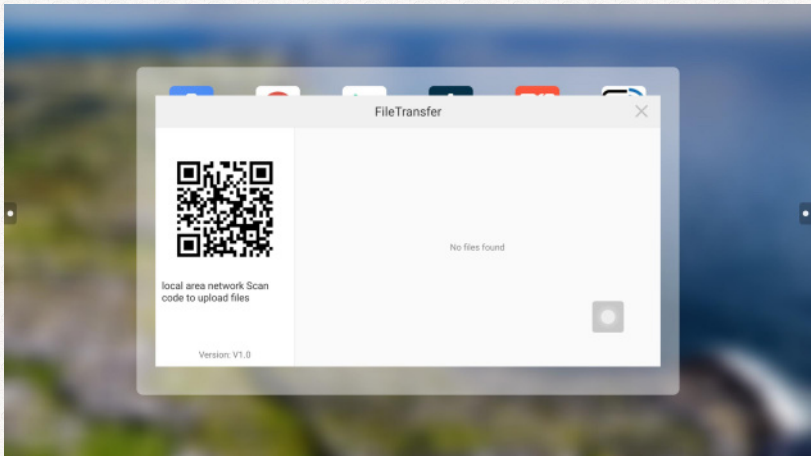 FileTransfer
local area network Scan
code to upload files
Version: V1.0
No files found